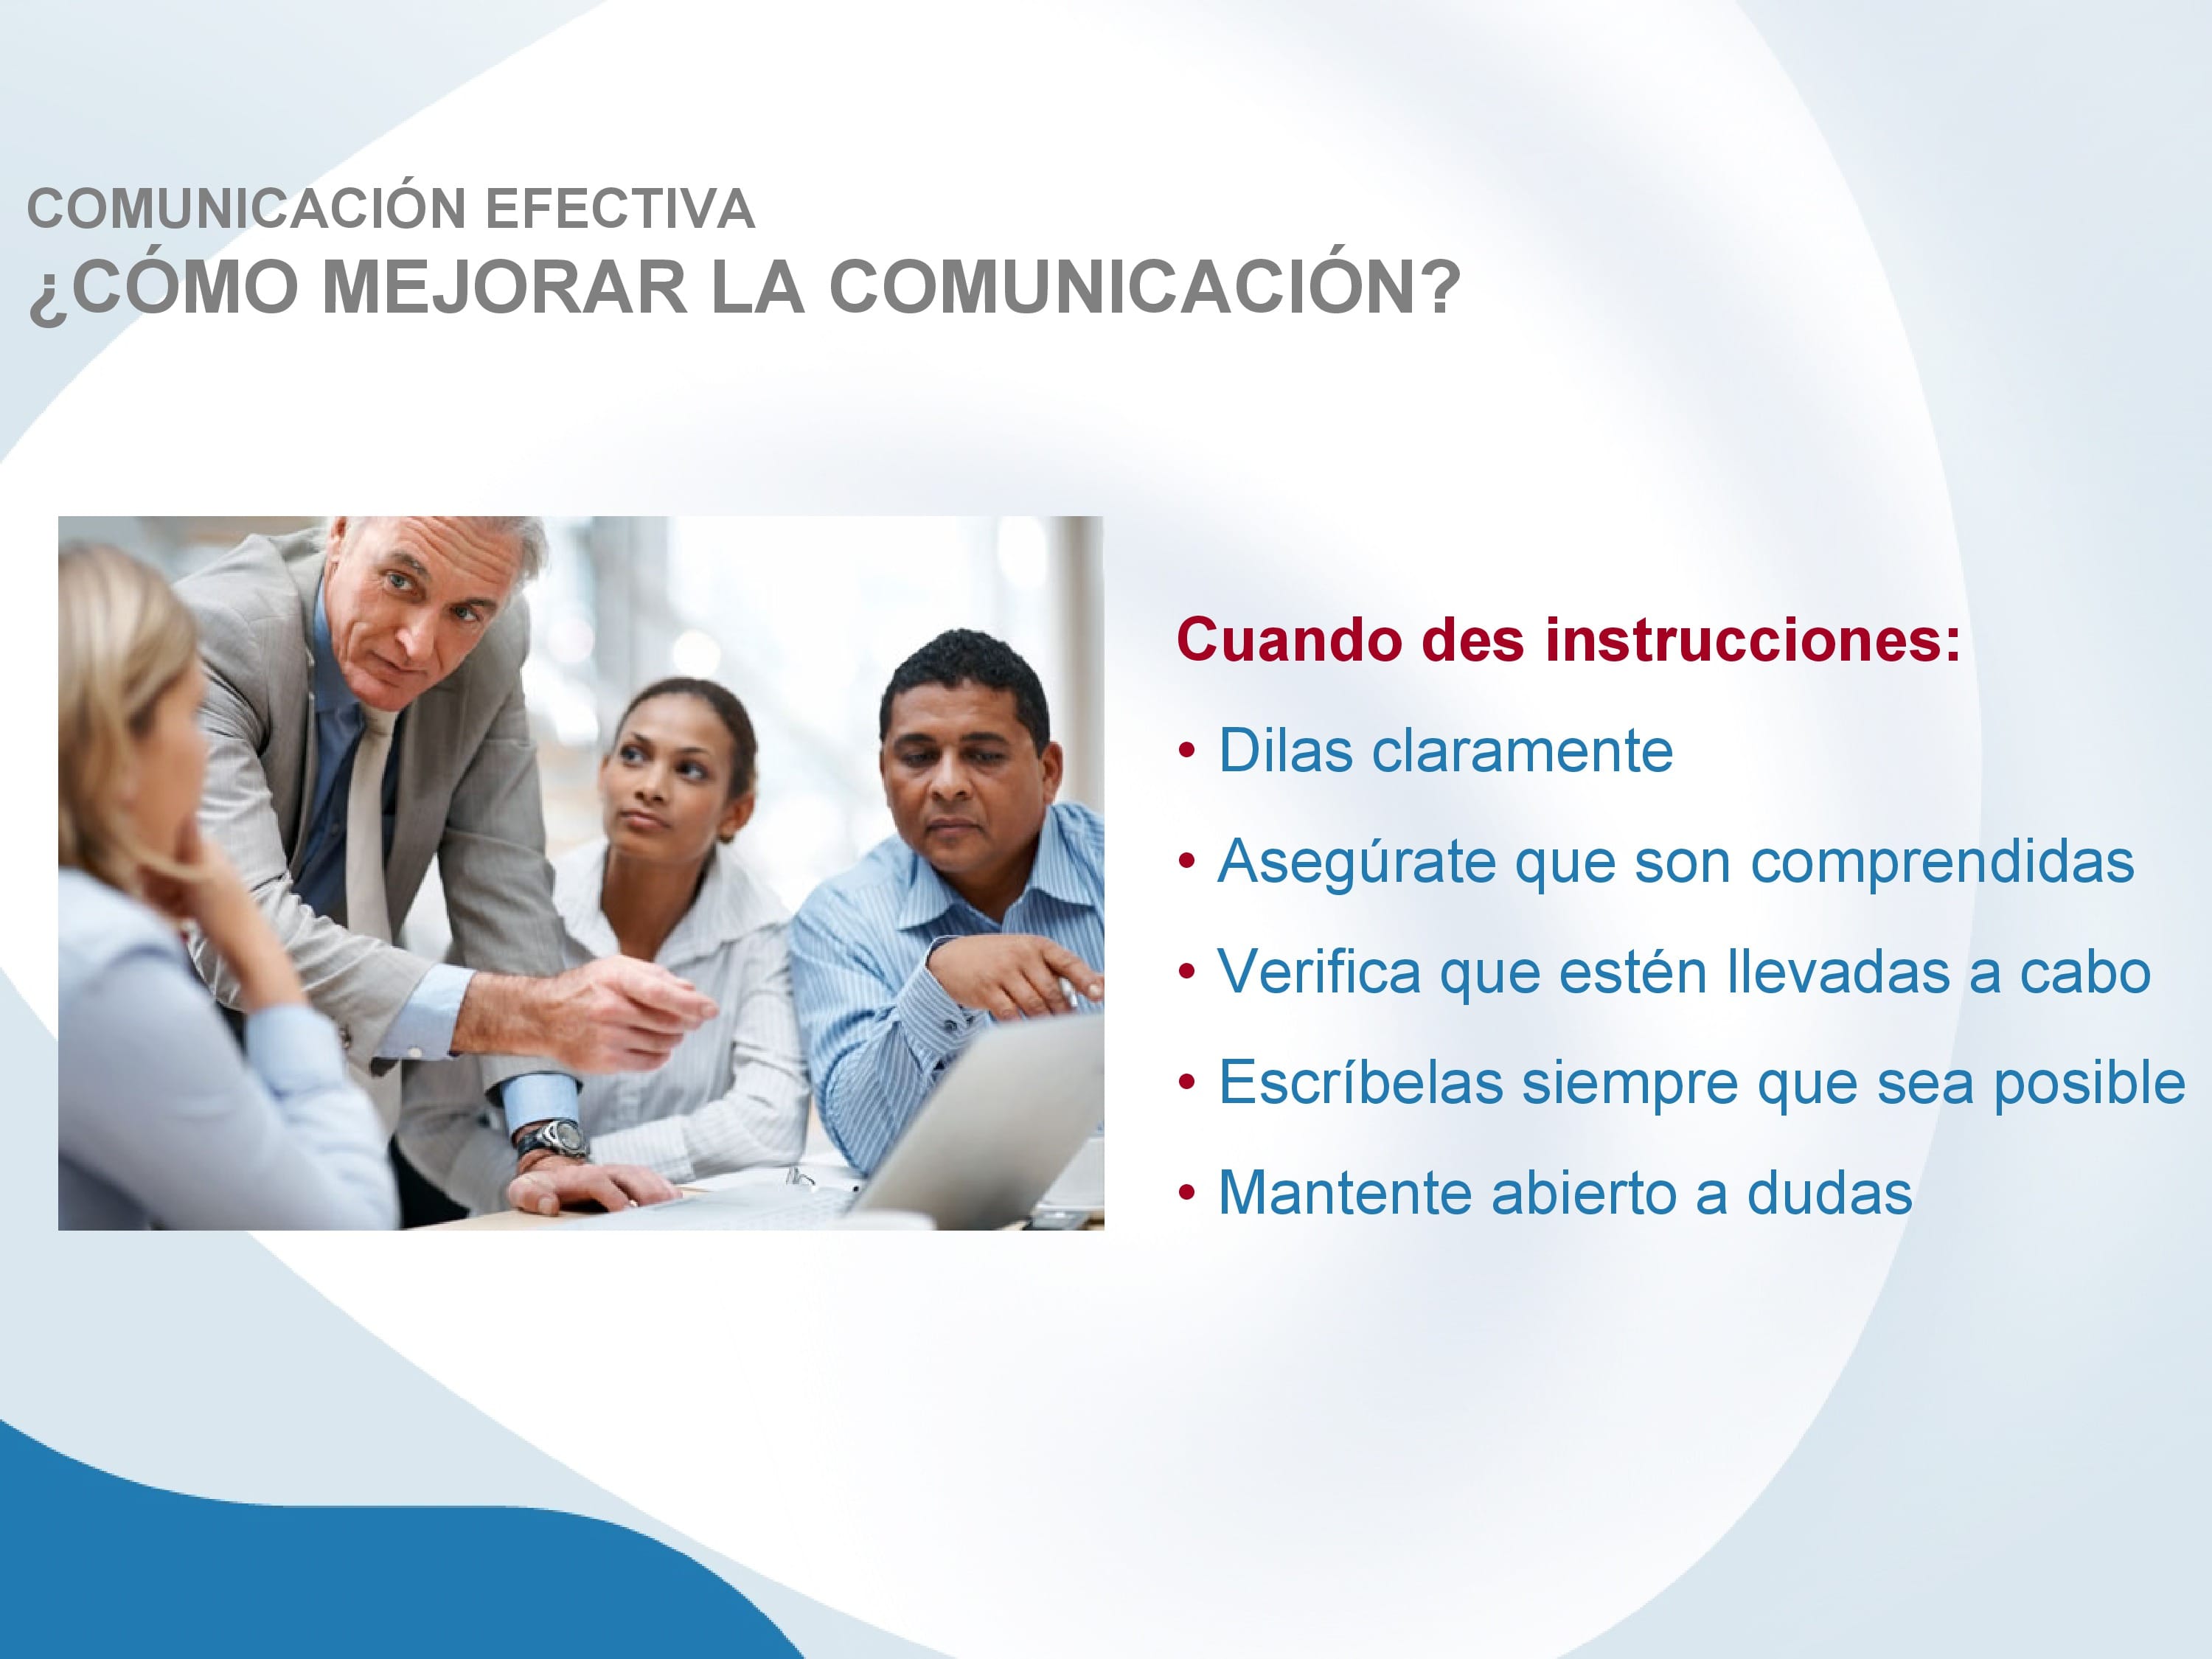 COMUNICACIÓN EFECTIVA
¿CÓMO MEJORAR LA COMUNICACIÓN?
Cuando des instrucciones:
• Dilas claramente
• Asegúrate que son comprendidas
• Verifica que estén llevadas a cabo
• Escríbelas siempre que sea posible
• Mantente abierto a dudas